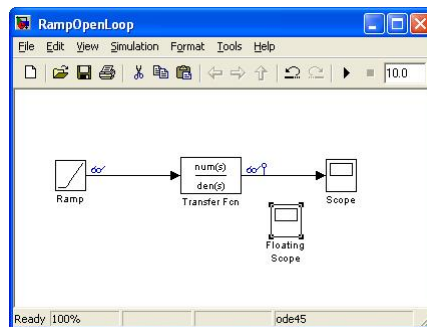 RampOpenLoop
File Edit View Simulation Format Tools Help
10.0
num(s)
den(s)
Ramp
Transfer Fcn
Scope
Floating
Scope
Ready 100% ode45